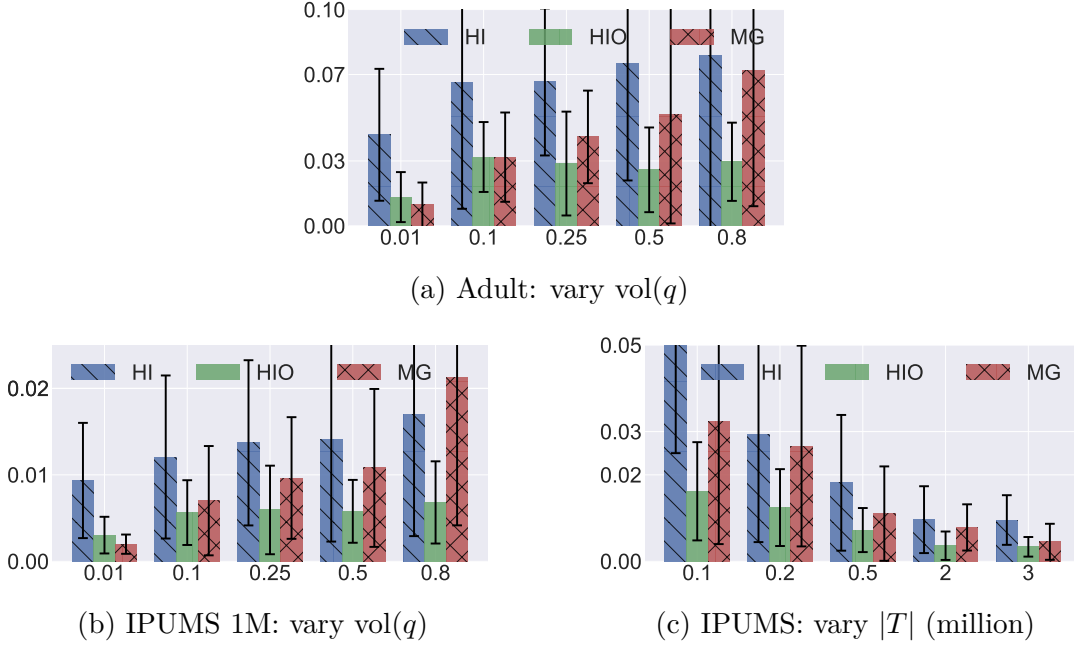 0.10
HI HIO MG
0.07
0.03
0.00
0.01 0.1 0.25 0.5 0.8
(a) Adult: vary vol(q)
HI HIO MG
0.02
0.01
0.00
0.01 0.1 0.25 0.5 0.8
(b) IPUMS 1M: vary vol(q)
0.05
HI HIO MG
0.03
0.02
0.00
0.1 0.2 0.5 2 3
(c) IPUMS: vary |T| (million)